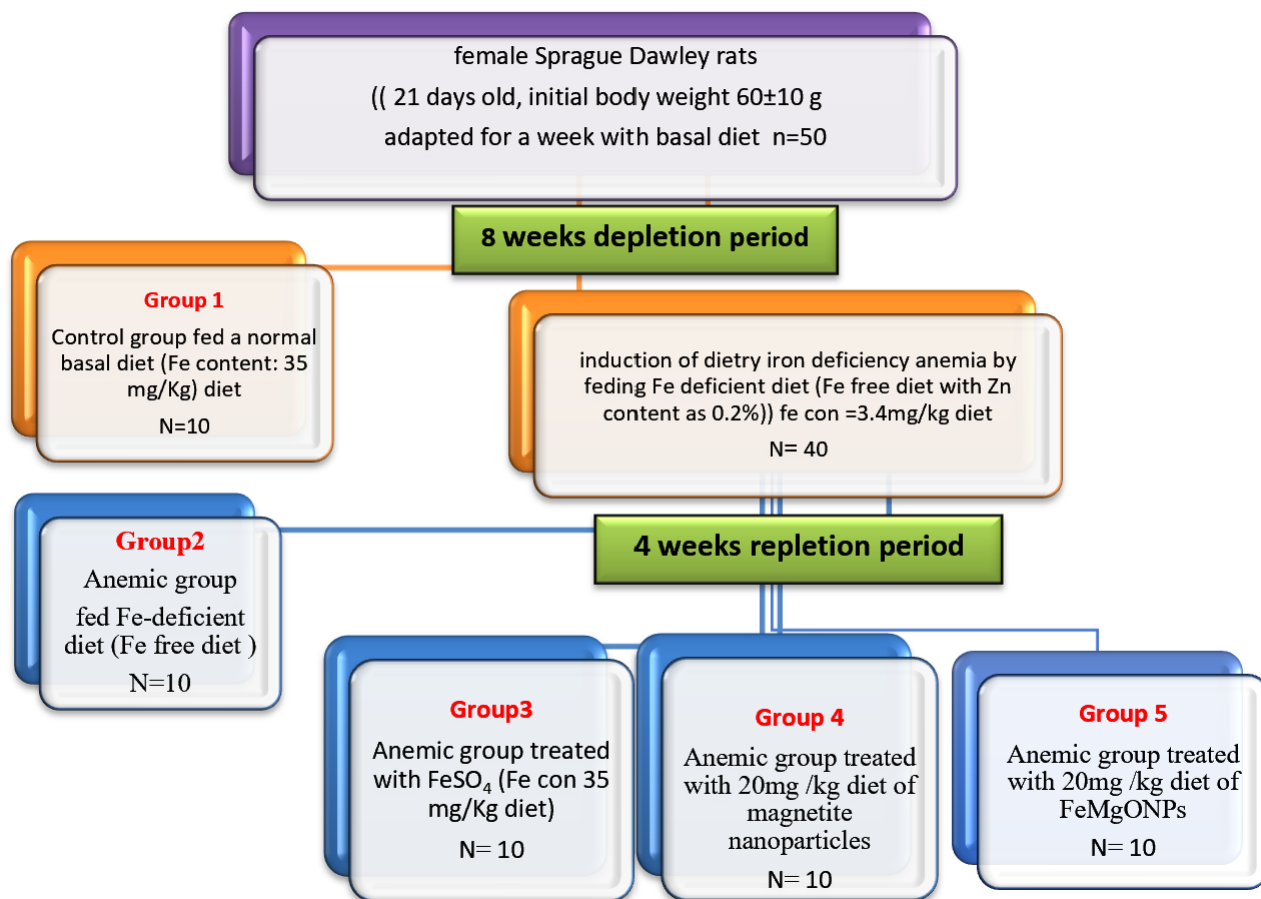 female Sprague Dawley rats
(( 21 days old, initial body weight 60±10 g
adapted for a week with basal diet n=50
8 weeks depletion period
Group 1
Control group fed a normal
basal diet (Fe content: 35
mg/Kg) diet
N=10
induction of dietry iron deficiency anemia by
feding Fe deficient diet (Fe free diet with Zn
content as 0.2%)) fe con =3.4mg/kg diet
N= 40
4 weeks repletion period
Group2
Anemic group
fed Fe-deficient
diet (Fe free diet )
N=10
Group3
Anemic group treated
with FeSO₄ (Fe con 35
mg/Kg diet)
N= 10
Group 4
Anemic group treated
with 20mg /kg diet of
magnetite
nanoparticles
N= 10
Group 5
Anemic group treated
with 20mg /kg diet of
FeMgONPs
N= 10